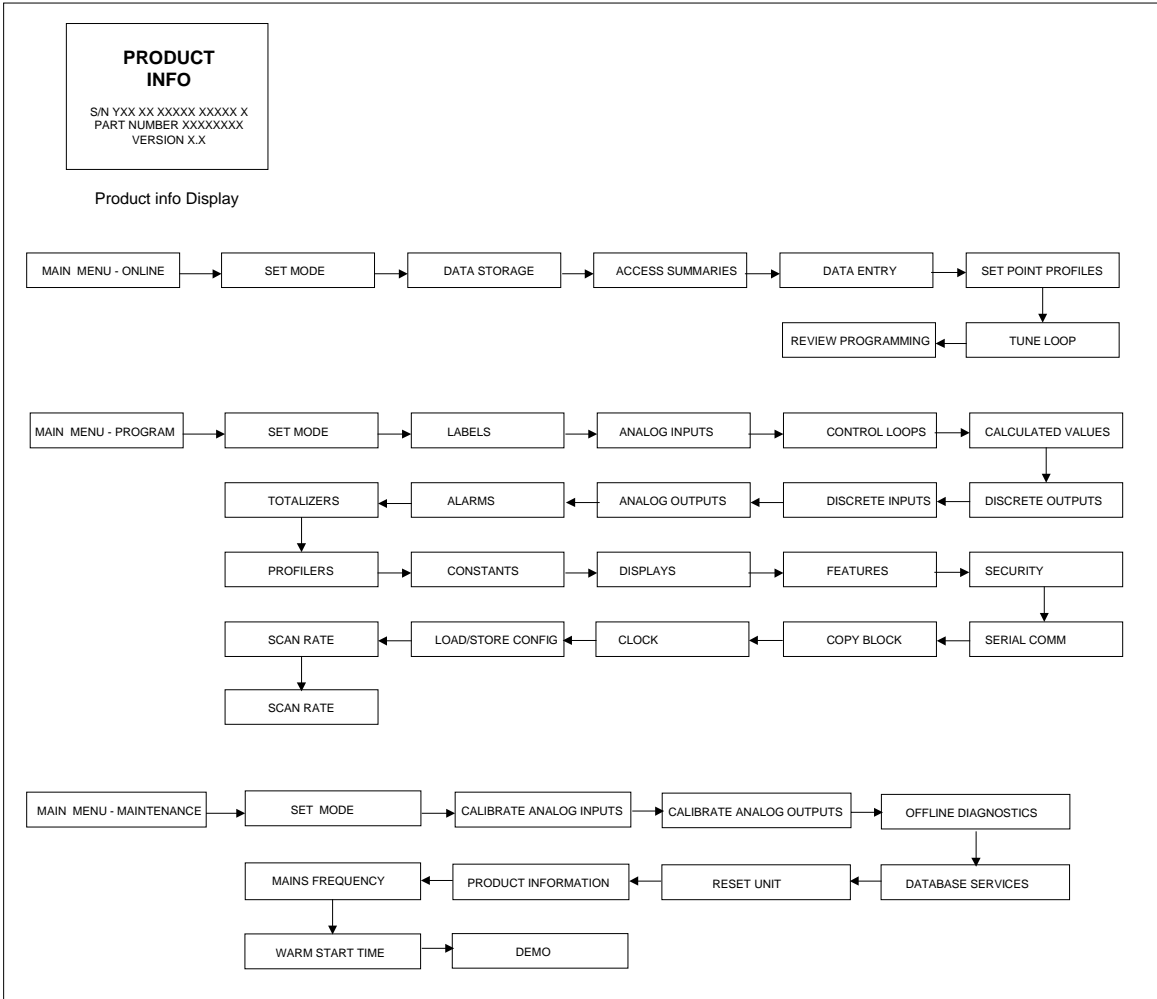 PRODUCT
INFO
S/N YXX XX XXXXX XXXXX X
PART NUMBER XXXXXXXX
VERSION X.X
Product info Display
MAIN MENU - ONLINE
SET MODE
DATA STORAGE
ACCESS SUMMARIES
DATA ENTRY
SET POINT PROFILES
REVIEW PROGRAMMING
TUNE LOOP
MAIN MENU - PROGRAM
SET MODE
LABELS
ANALOG INPUTS
CONTROL LOOPS
CALCULATED VALUES
TOTALIZERS
ALARMS
ANALOG OUTPUTS
DISCRETE INPUTS
DISCRETE OUTPUTS
PROFILERS
CONSTANTS
DISPLAYS
FEATURES
SECURITY
SCAN RATE
LOAD/STORE CONFIG
CLOCK
COPY BLOCK
SERIAL COMM
SCAN RATE
MAIN MENU - MAINTENANCE
SET MODE
CALIBRATE ANALOG INPUTS
CALIBRATE ANALOG OUTPUTS
OFFLINE DIAGNOSTICS
MAINS FREQUENCY
PRODUCT INFORMATION
RESET UNIT
DATABASE SERVICES
WARM START TIME
DEMO